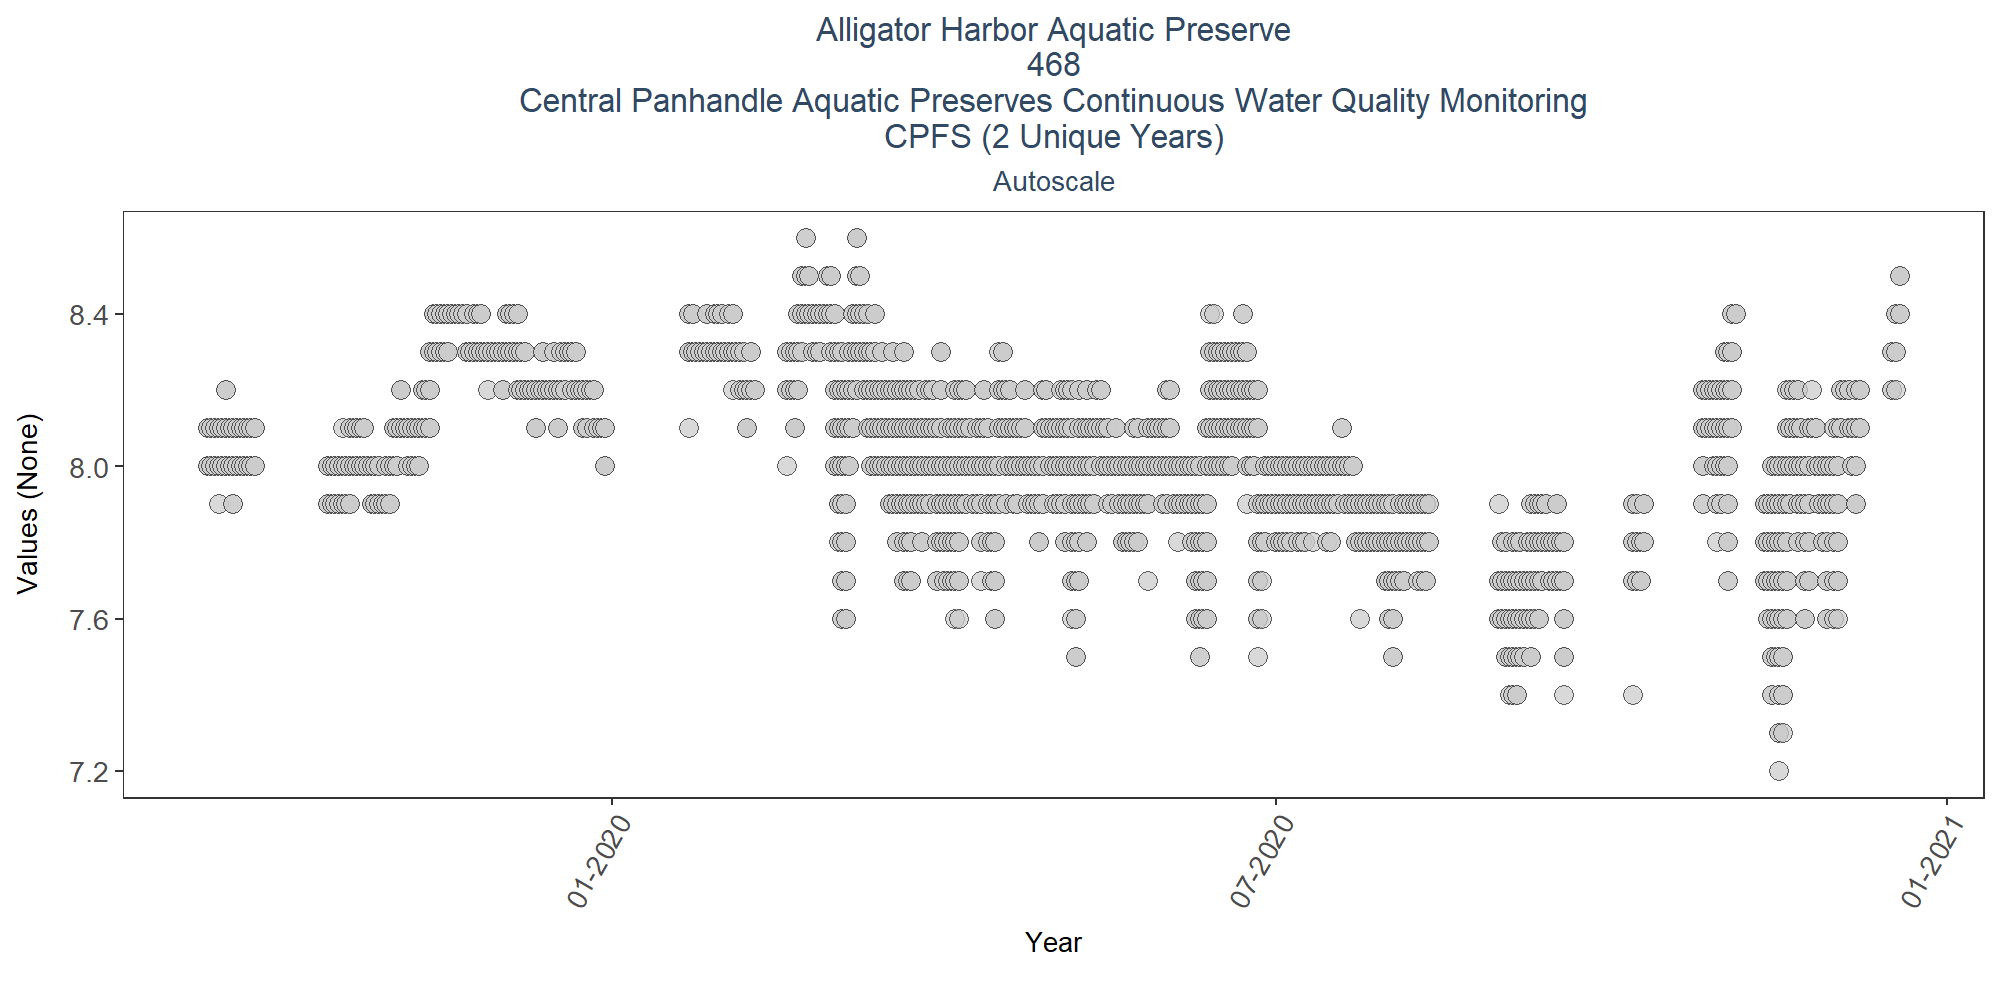 Alligator Harbor Aquatic Preserve
468
Central Panhandle Aquatic Preserves Continuous Water Quality Monitoring
CPFS (2 Unique Years)
Autoscale
Values (None)
8.4
8.0
7.6
7.2
01-2020
07-2020
01-2021
Year